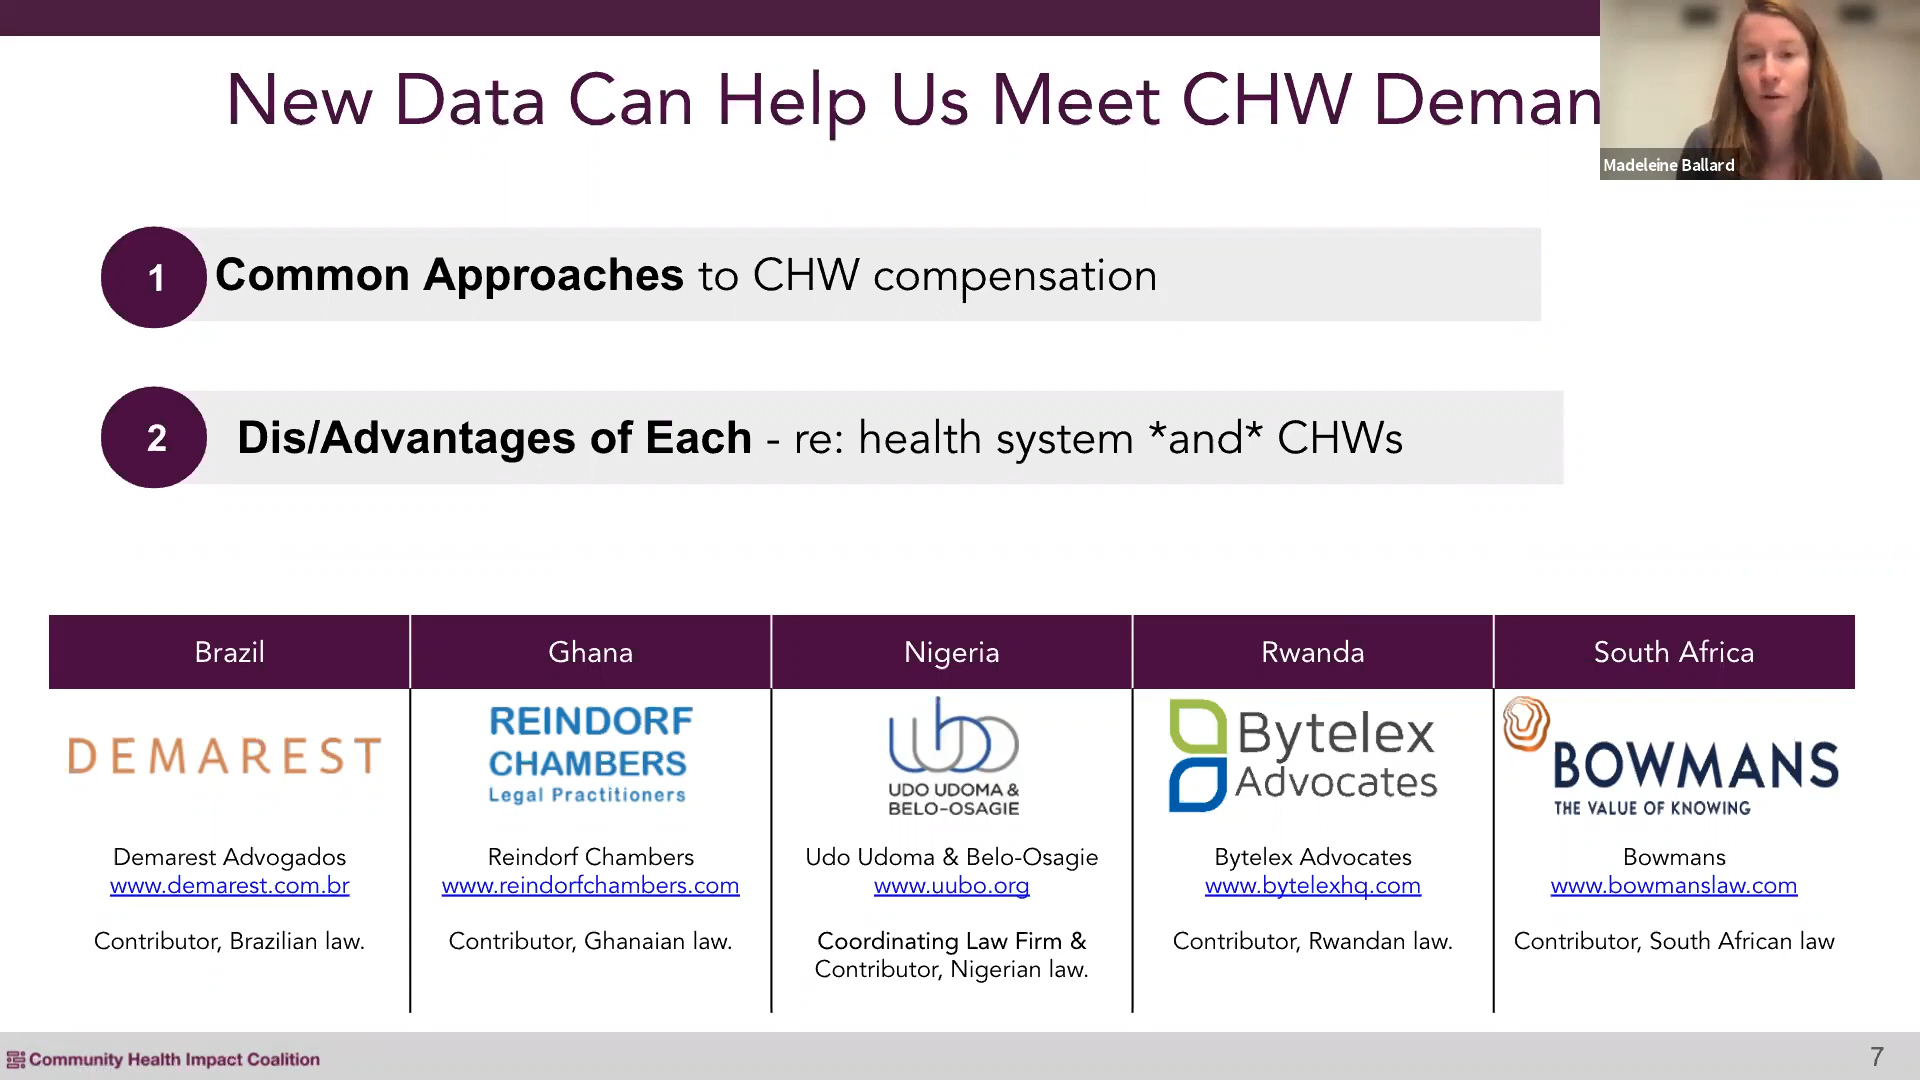 New Data Can Help Us Meet CHW Deman
Madeleine Ballard
1 Common Approaches to CHW compensation
2 Dis/Advantages of Each - re: health system *and* CHWs
Brazil
Ghana
Nigeria
Rwanda
South Africa
DEMAREST
REINDORF
CHAMBERS
Legal Practitioners
ubo
UDO UDOMA &
BELO-OSAGIE
Bytelex
Advocates
BOWMANS
THE VALUE OF KNOWING
Demarest Advogados
www.demarest.com.br
Contributor, Brazilian law.
Reindorf Chambers
www.reindorfchambers.com
Contributor, Ghanaian law.
Udo Udoma & Belo-Osagie
www.uubo.org
Coordinating Law Firm &
Contributor, Nigerian law.
Bytelex Advocates
www.bytelexhq.com
Contributor, Rwandan law.
Bowmans
www.bowmanslaw.com
Contributor, South African law
Community Health Impact Coalition
7